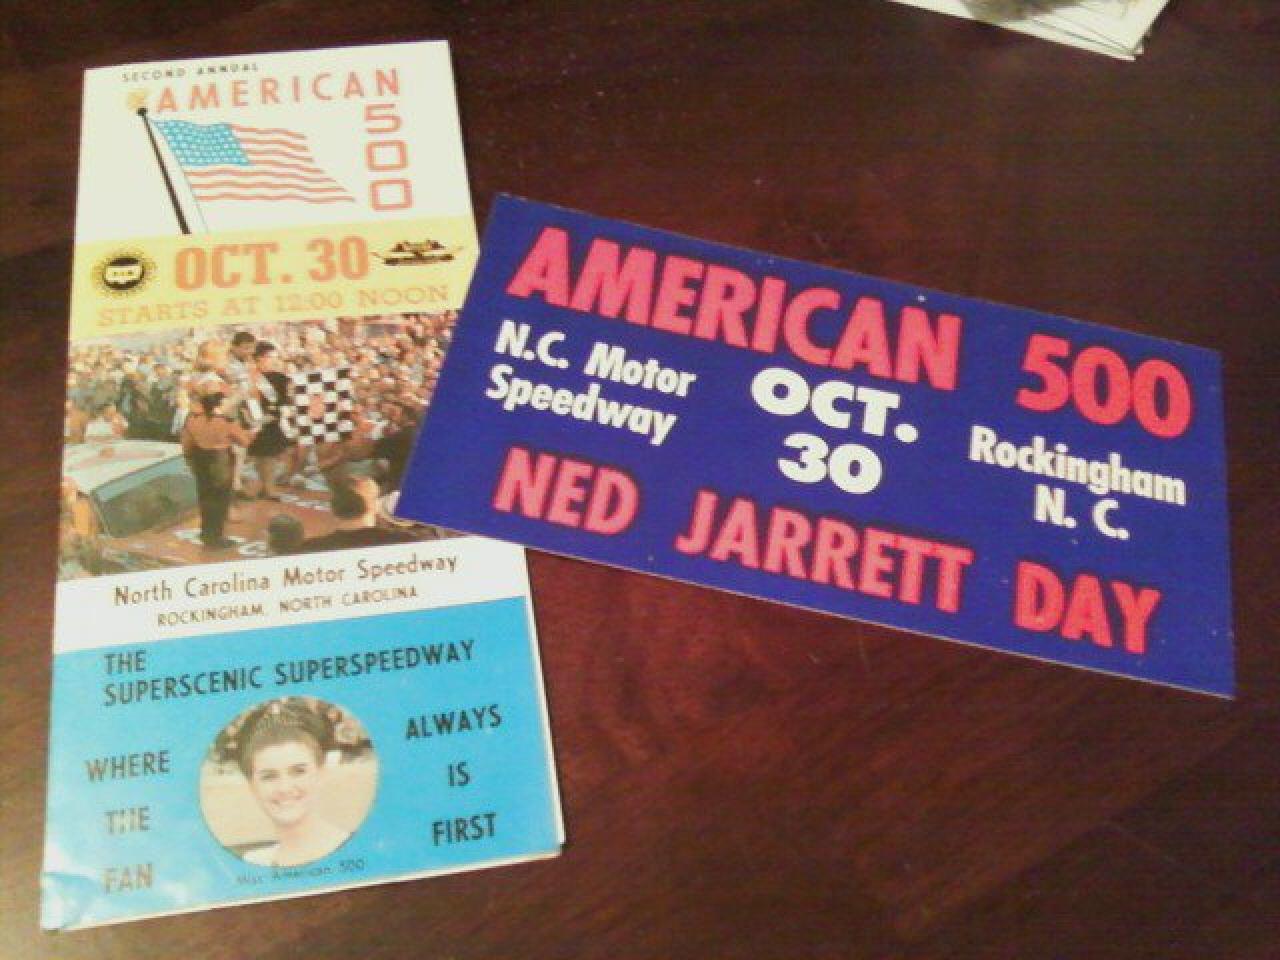 SECOND ANNUAL
AMERICAN
500
OCT. 30
STARTS AT 12:00 NOON
North Carolina Motor Speedway
ROCKINGHAM, NORTH CAROLINA
THE
SUPERSCENIC SUPERSPEEDWAY
WHERE
THE
FAN
ALWAYS
IS
FIRST
Miss American 500
AMERICAN 500
N.C. Motor
Speedway
OCT.
30
Rockingham
N. C.
NED JARRETT DAY